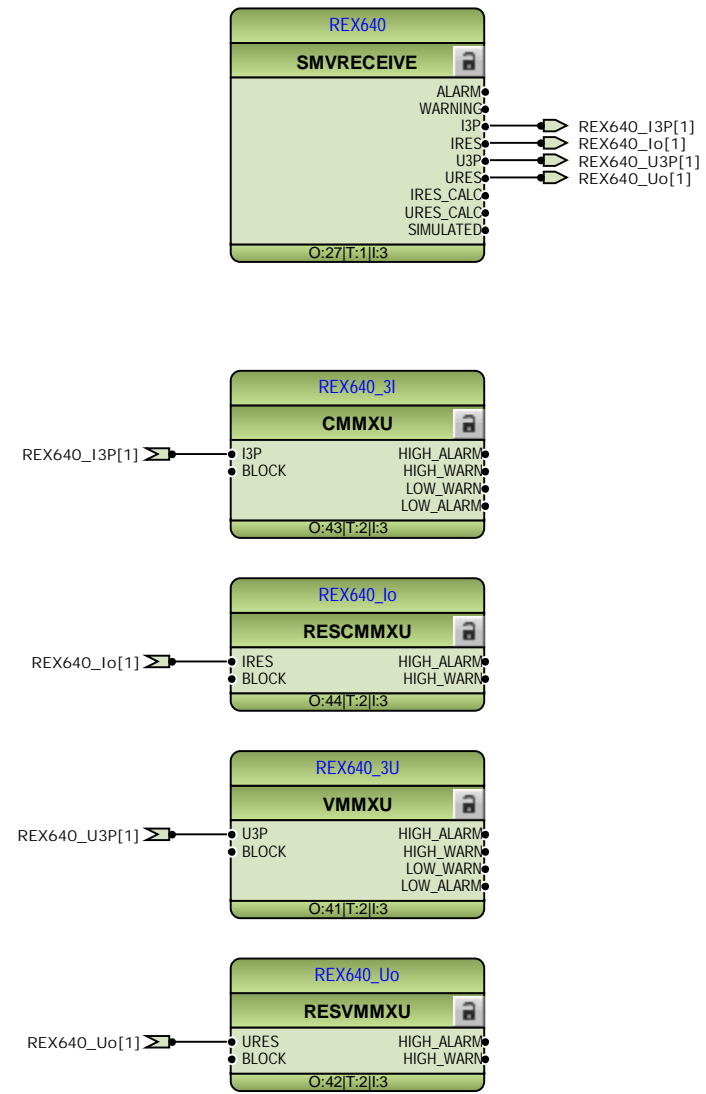 REX640
SMVRECEIVE
ALARM
WARNING
I3P REX640_I3P[1]
IRES REX640_Io[1]
U3P REX640_U3P[1]
URES REX640_Uo[1]
IRES_CALC
URES_CALC
SIMULATED
O:27|T:1|I:3
REX640_3I
CMMXU
REX640_I3P[1] I3P HIGH_ALARM
BLOCK HIGH_WARN
LOW_WARN
LOW_ALARM
O:43|T:2|I:3
REX640_Io
RESCMMXU
REX640_Io[1] IRES HIGH_ALARM
BLOCK HIGH_WARN
O:44|T:2|I:3
REX640_3U
VMMXU
REX640_U3P[1] U3P HIGH_ALARM
BLOCK HIGH_WARN
LOW_WARN
LOW_ALARM
O:41|T:2|I:3
REX640_Uo
RESVMMXU
REX640_Uo[1] URES HIGH_ALARM
BLOCK HIGH_WARN
O:42|T:2|I:3